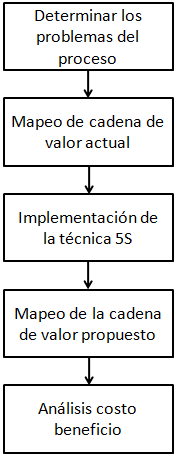 Determinar los
problemas del
proceso
Mapeo de cadena de
valor actual
Implementación de
la técnica 5S
Mapeo de la cadena
de valor propuesto
Análisis costo
beneficio